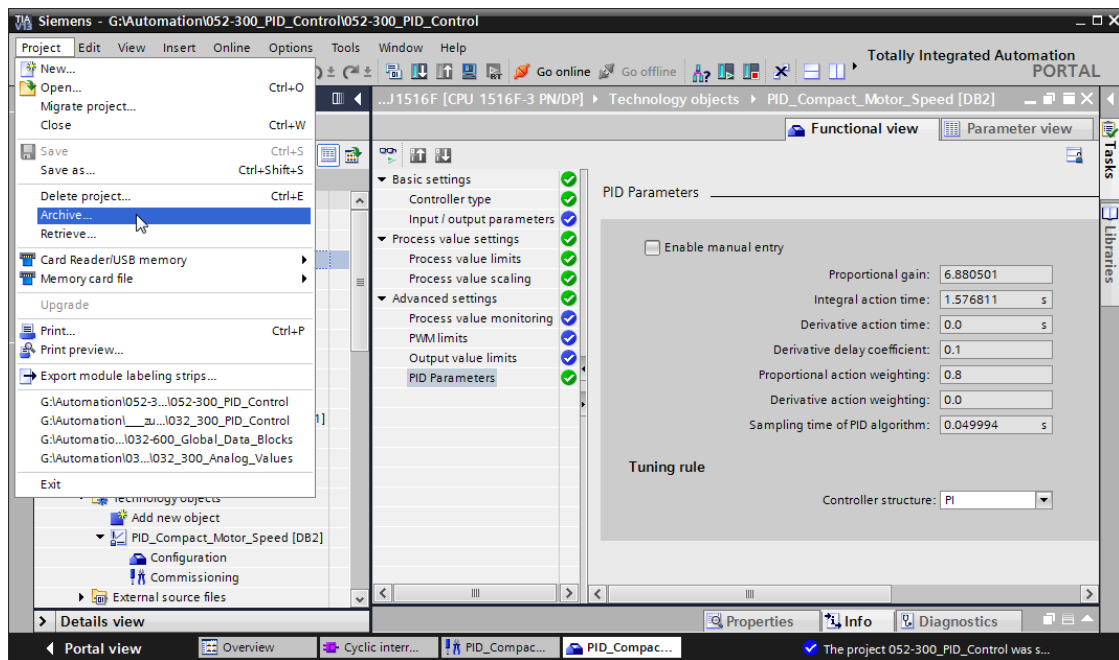 TIA V13 Siemens - G:\Automation\052-300_PID_Control\052-300_PID_Control
Project Edit View Insert Online Options Tools Window Help
Totally Integrated Automation
PORTAL
Go online Go offline
New...
Open... Ctrl+O
Migrate project...
Close Ctrl+W
Save Ctrl+S
Save as... Ctrl+Shift+S
Delete project... Ctrl+E
Archive...
Retrieve...
Card Reader/USB memory
Memory card file
Upgrade
Print... Ctrl+P
Print preview...
Export module labeling strips...
G:\Automation\052-3...\052-300_PID_Control
G:\Automation\___zu...\032_300_PID_Control
G:\Automatio...\032-600_Global_Data_Blocks
G:\Automation\03...\032_300_Analog_Values
Exit
1]
Technology objects
Add new object
PID_Compact_Motor_Speed [DB2]
Configuration
Commissioning
External source files
Details view
...J1516F [CPU 1516F-3 PN/DP] Technology objects PID_Compact_Motor_Speed [DB2]
Functional view Parameter view
Basic settings
Controller type
Input / output parameters
Process value settings
Process value limits
Process value scaling
Advanced settings
Process value monitoring
PWM limits
Output value limits
PID Parameters
PID Parameters
Enable manual entry
Proportional gain: 6.880501
Integral action time: 1.576811 s
Derivative action time: 0.0 s
Derivative delay coefficient: 0.1
Proportional action weighting: 0.8
Derivative action weighting: 0.0
Sampling time of PID algorithm: 0.049994 s
Tuning rule
Controller structure: PI
Tasks
Libraries
Properties Info Diagnostics
Portal view Overview Cyclic interr... PID_Compac... PID_Compac... The project 052-300_PID_Control was s...